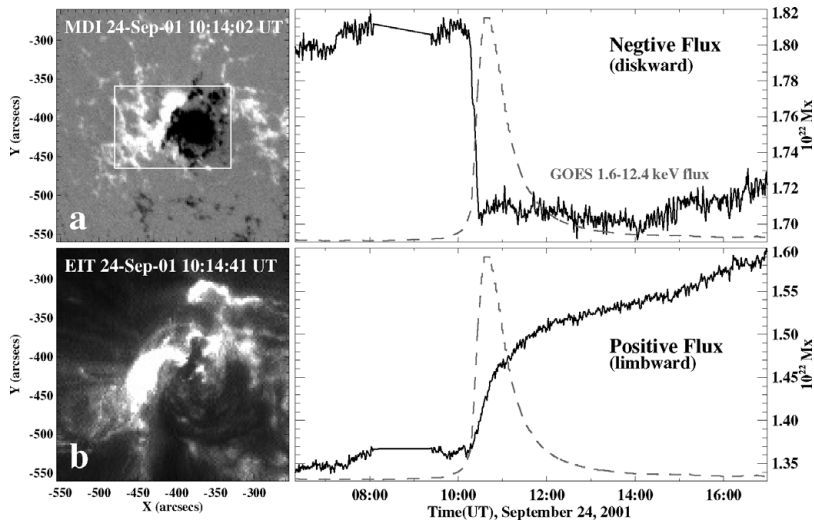 MDI 24-Sep-01 10:14:02 UT
-300
-350
-400
-450
-500
-550
Y (arcsecs)
a
Negtive Flux
(diskward)
GOES 1.6-12.4 keV flux
1.82
1.80
1.78
1.76
1.74
1.72
1.70
10²² Mx
EIT 24-Sep-01 10:14:41 UT
-300
-350
-400
-450
-500
-550
Y (arcsecs)
b
-550 -500 -450 -400 -350 -300
X (arcsecs)
Positive Flux
(limbward)
1.60
1.55
1.50
1.45
1.40
1.35
10²² Mx
08:00 10:00 12:00 14:00 16:00
Time(UT), September 24, 2001